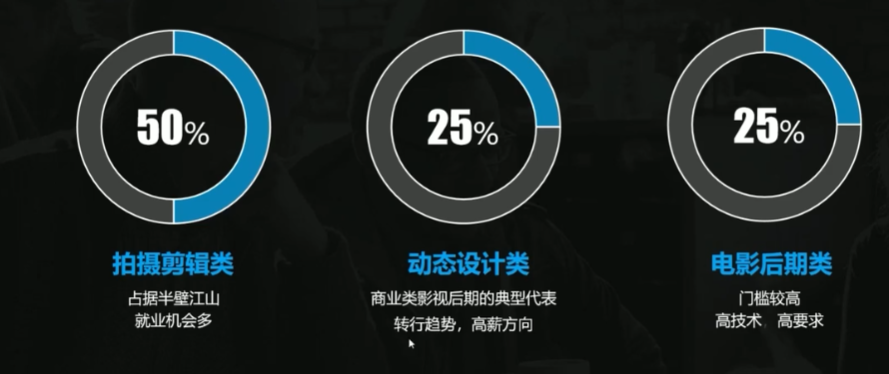 50%
25%
25%
拍摄剪辑类
动态设计类
电影后期类
占据半壁江山
就业机会多
商业类影视后期的典型代表
转行趋势，高薪方向
门槛较高
高技术 高要求